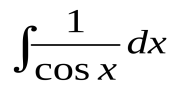 ∫ 1/cos x dx